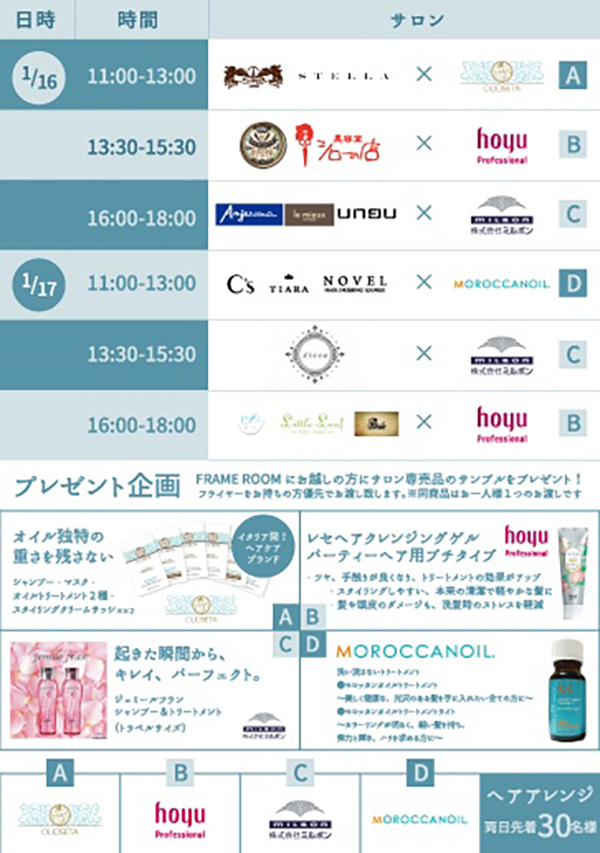 日時 時間 サロン
1/16 11:00-13:00 STELLA × OLIOSETA A
13:30-15:30 美容室 シローの店 × hoyu Professional B
16:00-18:00 Anjerana le mieux × MILBON 株式会社ミルボン C
1/17 11:00-13:00 C's TIARA NOVEL × MOROCCANOIL. D
13:30-15:30 × MILBON 株式会社ミルボン C
16:00-18:00 Little Leaf × hoyu Professional B
プレゼント企画
FRAME ROOM にお越しの方にサロン専売品のサンプルをプレゼント!
フライヤーをお持ちの方優先でお渡し致します。※同商品はお一人様1つのお渡しです
オイル独特の
重さを残さない
イタリア発!
ヘアケア
ブランド
シャンプー・マスク・
オイルトリートメント2種・
スタイリングクリームサッシェ×2
OLIOSETA
A
レセヘアクレンジングゲル
パーティーヘア用プチタイプ
hoyu
Professional
・ツヤ、手触りが良くなり、トリートメントの効果がアップ
・スタイリングしやすい、本来の清潔で軽やかな髪に
・髪や頭皮のダメージも、洗髪時のストレスを軽減
B
C
起きた瞬間から、
キレイ、パーフェクト。
ジェミールフラン
シャンプー&トリートメント
(トラベルサイズ)
MILBON
株式会社ミルボン
D
MOROCCANOIL.
洗い流さないトリートメント
●モロッカンオイルトリートメント
〜美しく健康な、光沢のある髪を手に入れたい全ての方に〜
●モロッカンオイルトリートメントライト
〜カラーリングが明るく、細い髪を持ち、
弾力と輝き、ハリを求める方に〜
A B C D
OLIOSETA
hoyu
Professional
MILBON
株式会社ミルボン
MOROCCANOIL.
ヘアアレンジ
両日先着30名様